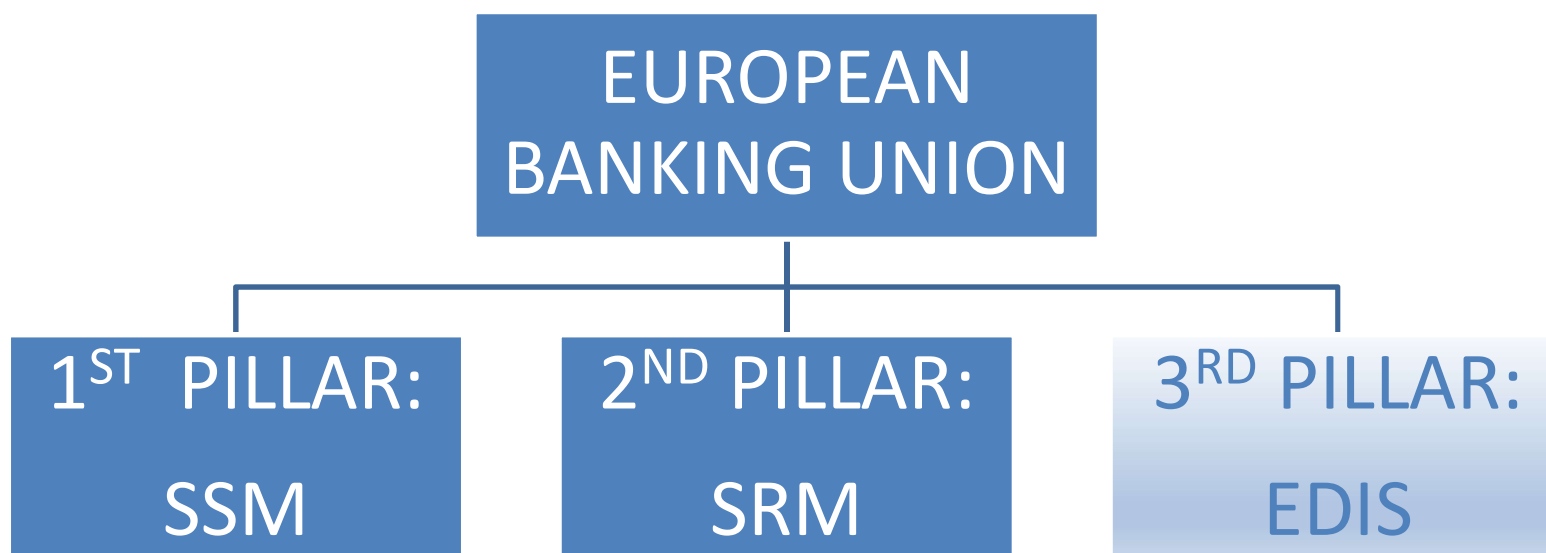 EUROPEAN
BANKING UNION
1ST PILLAR:
SSM
2ND PILLAR:
SRM
3RD PILLAR:
EDIS